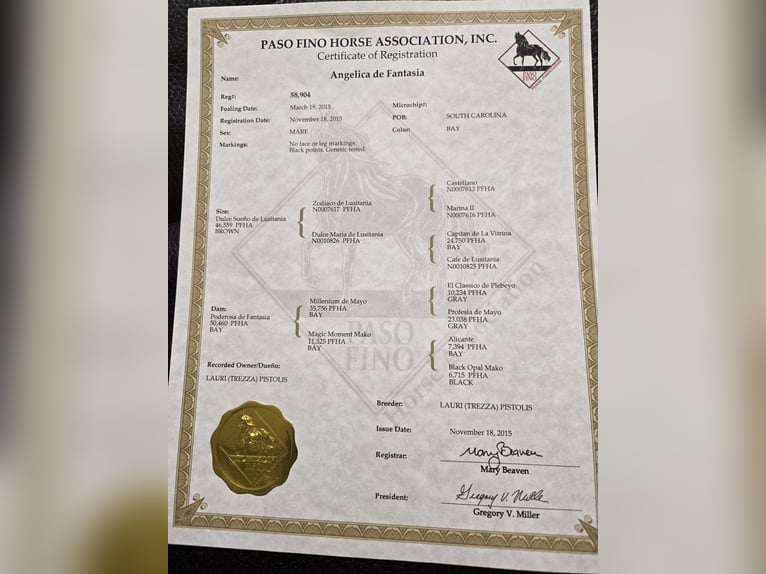 PASO FINO HORSE ASSOCIATION, INC.
Certificate of Registration
Name: Angelica de Fantasia
Reg#: 58,904
Foaling Date: March 19, 2015 Microchip#:
Registration Date: November 18, 2015 POB: SOUTH CAROLINA
Sex: MARE Color: BAY
Markings: No face or leg markings.
Black points. Genetic tested.
Castellano
N0007613 PFHA
Zodiaco de Lusitania
N0007617 PFHA
Marina II
N0007616 PFHA
Sire:
Dulce Sueño de Lusitania
46,559 PFHA
BROWN
Dulce Maria de Lusitania
N0010826 PFHA
Capitan de La Vitrina
24,750 PFHA
BAY
Cafe de Lusitania
N0010825 PFHA
El Classico de Plebeyo
10,234 PFHA
GRAY
Millenium de Mayo
35,756 PFHA
BAY
Profesia de Mayo
23,038 PFHA
GRAY
Dam:
Poderosa de Fantasia
50,460 PFHA
BAY
Magic Moment Mako
11,325 PFHA
BAY
Alicante
7,394 PFHA
BAY
Black Opal Mako
6,715 PFHA
BLACK
PASO
FINO
Recorded Owner/Dueño:
LAURI (TREZZA) PISTOLIS
Breeder: LAURI (TREZZA) PISTOLIS
Issue Date: November 18, 2015
Registrar: Mary Beaven
Mary Beaven
President: Gregory V. Miller
Gregory V. Miller